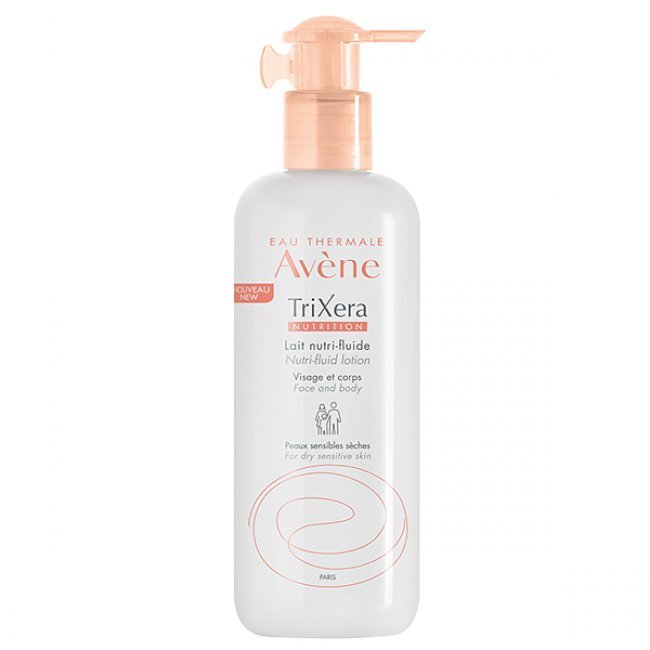 EAU THERMALE
Avène
NOUVEAU
NEW
TriXera
NUTRITION
Lait nutri-fluide
Nutri-fluid lotion
Visage et corps
Face and body
Peaux sensibles sèches
For dry sensitive skin
PARIS